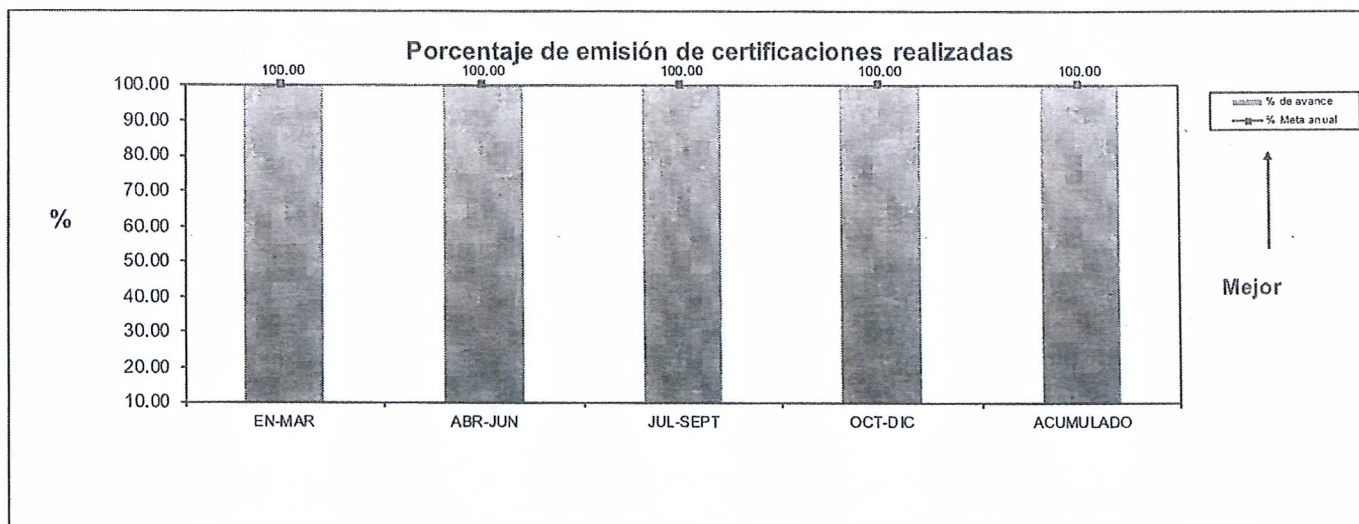 Porcentaje de emisión de certificaciones realizadas
100.00 100.00 100.00 100.00 100.00
100.00
90.00
80.00
70.00
60.00
50.00
40.00
30.00
20.00
10.00
%
EN-MAR ABR-JUN JUL-SEPT OCT-DIC ACUMULADO
% de avance
% Meta anual
Mejor